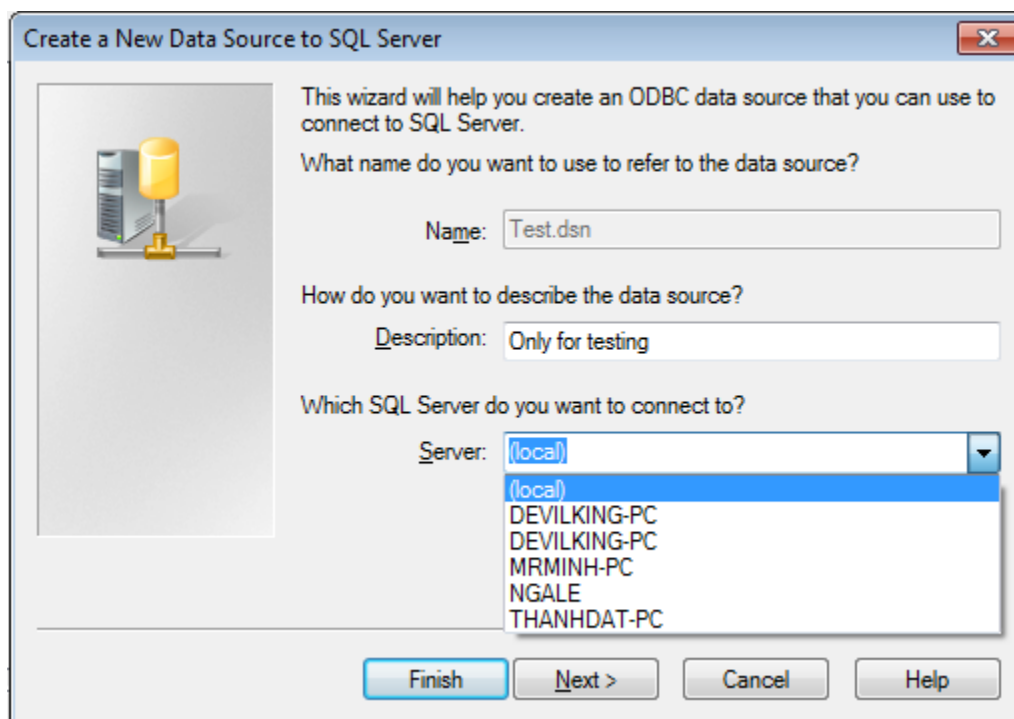 Create a New Data Source to SQL Server
This wizard will help you create an ODBC data source that you can use to
connect to SQL Server.
What name do you want to use to refer to the data source?
Name: Test.dsn
How do you want to describe the data source?
Description: Only for testing
Which SQL Server do you want to connect to?
Server: (local)
(local)
DEVILKING-PC
DEVILKING-PC
MRMINH-PC
NGALE
THANHDAT-PC
Finish Next > Cancel Help